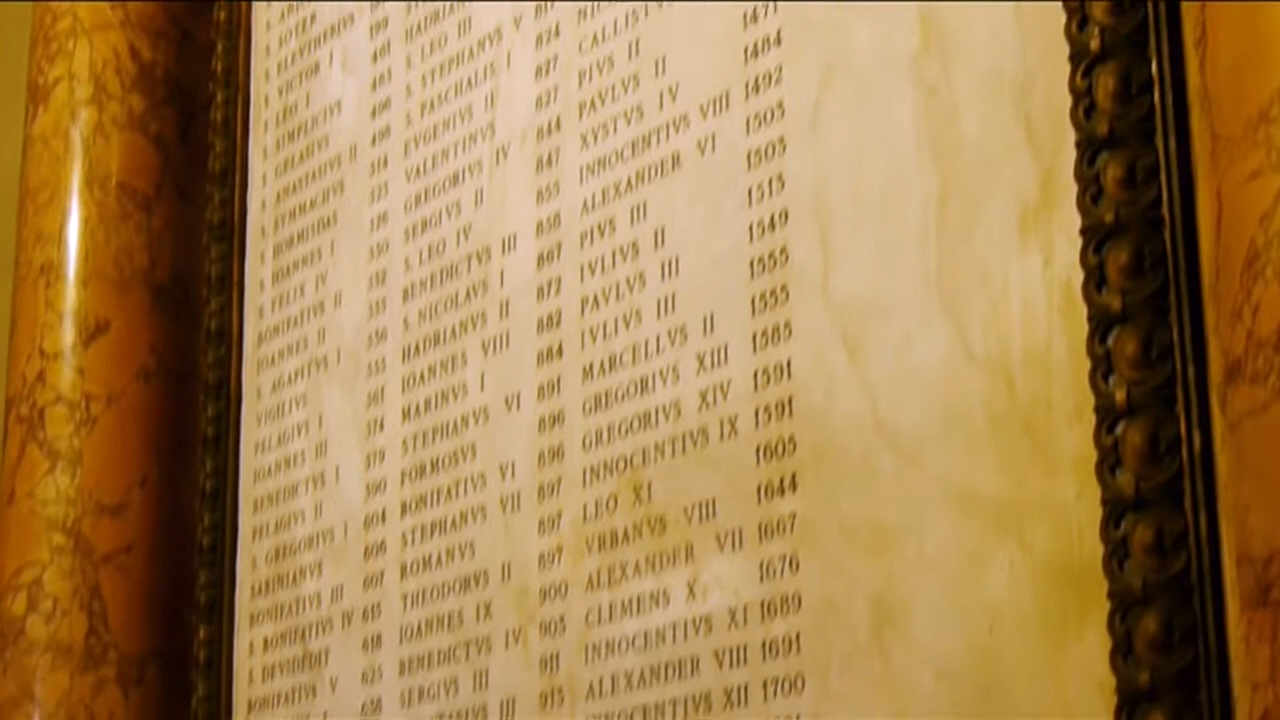 S. SOTER
S. ELEVTHERIVS 189
S. VICTOR I 199
S. LEO I 461
S. SIMPLICIVS 483
S. GELASIVS 496
S. ANASTASIVS II 498
S. SYMMACHVS 514
S. HORMISDAS 523
S. IOANNES I 526
S. FELIX IV 530
BONIFATIVS II 532
IOANNES II 535
S. AGAPITVS I 536
VIGILIVS 555
PELAGIVS I 561
IOANNES III 574
BENEDICTVS I 579
PELAGIVS II 590
S. GREGORIVS I 604
SABINIANVS 606
BONIFATIVS III 607
S. BONIFATIVS IV 615
S. DEVSDEDIT 618
BONIFATIVS V 625
638
HADRIANVS
S. LEO III
S. STEPHANVS V 817
S. PASCHALIS I 824
EVGENIVS II 827
VALENTINVS 827
GREGORIVS IV 844
SERGIVS II 847
S. LEO IV 855
BENEDICTVS III 858
S. NICOLAVS I 867
HADRIANVS II 872
IOANNES VIII 882
MARINVS I 884
STEPHANVS VI 891
FORMOSVS 896
BONIFATIVS VI 896
STEPHANVS VII 897
ROMANVS 897
THEODORVS II 897
IOANNES IX 900
BENEDICTVS IV 903
SERGIVS III 911
III 913
CALLISTVS
PIVS II
PAVLVS II 1471
XYSTVS IV 1484
INNOCENTIVS VIII 1492
ALEXANDER VI 1503
PIVS III 1503
IVLIVS II 1513
PAVLVS III 1549
IVLIVS III 1555
MARCELLVS II 1555
GREGORIVS XIII 1585
GREGORIVS XIV 1591
INNOCENTIVS IX 1591
LEO XI 1605
VRBANVS VIII 1644
ALEXANDER VII 1667
CLEMENS X 1676
INNOCENTIVS XI 1689
ALEXANDER VIII 1691
INNOCENTIVS XII 1700